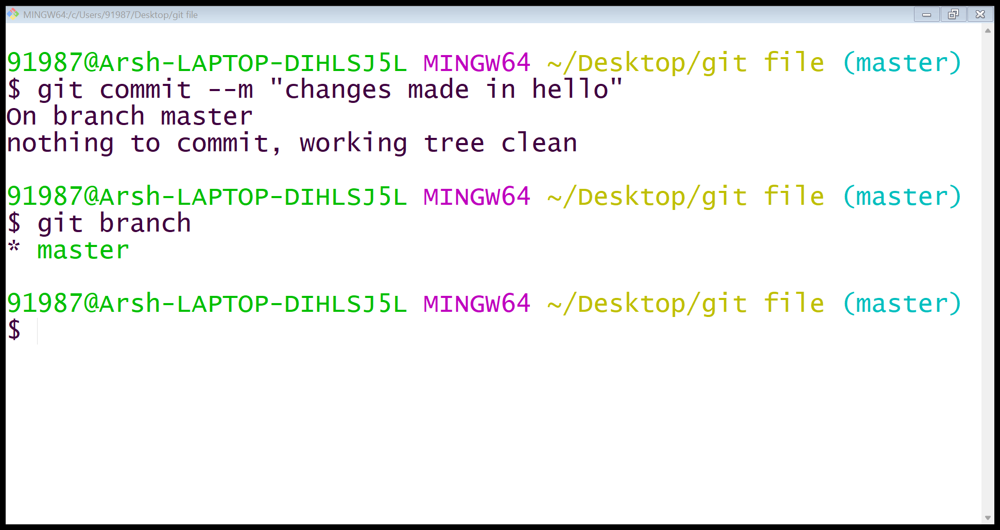 MINGW64:/c/Users/91987/Desktop/git file
91987@Arsh-LAPTOP-DIHLSJ5L MINGW64 ~/Desktop/git file (master)
$ git commit --m "changes made in hello"
On branch master
nothing to commit, working tree clean
91987@Arsh-LAPTOP-DIHLSJ5L MINGW64 ~/Desktop/git file (master)
$ git branch
* master
91987@Arsh-LAPTOP-DIHLSJ5L MINGW64 ~/Desktop/git file (master)
$